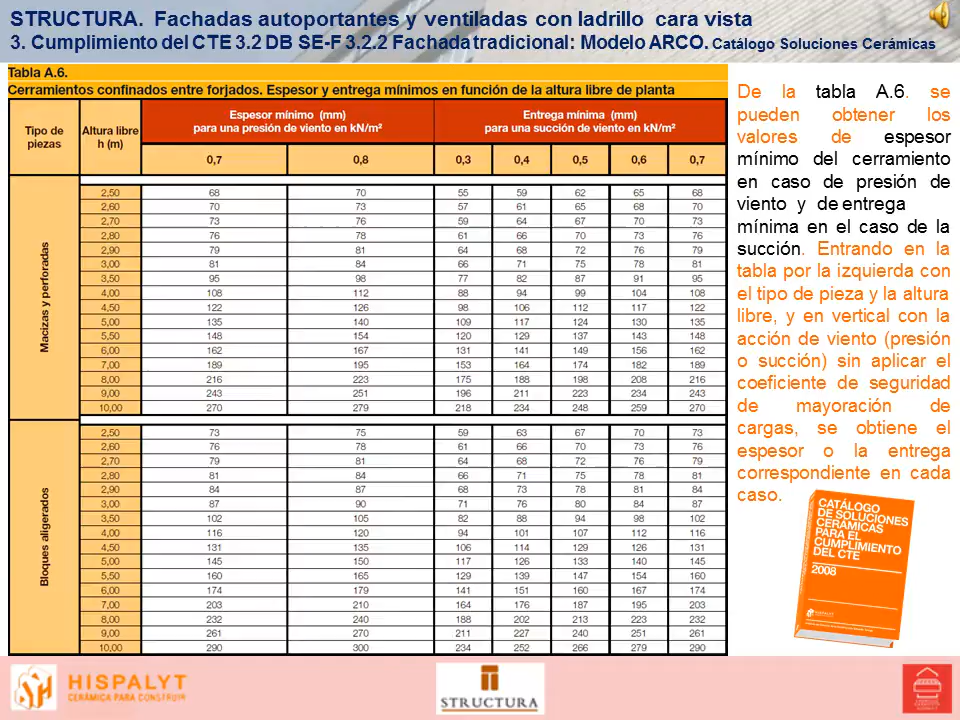 STRUCTURA. Fachadas autoportantes y ventiladas con ladrillo cara vista
3. Cumplimiento del CTE 3.2 DB SE-F 3.2.2 Fachada tradicional: Modelo ARCO. Catálogo Soluciones Cerámicas
Tabla A.6.
Cerramientos confinados entre forjados. Espesor y entrega mínimos en función de la altura libre de planta
Tipo de piezas | Altura libre h (m) | Espesor mínimo (mm) para una presión de viento en kN/m² | Entrega mínima (mm) para una succión de viento en kN/m²
0,7 | 0,8 | 0,3 | 0,4 | 0,5 | 0,6 | 0,7
Macizas y perforadas
2,50 68 70 55 59 62 65 68
2,60 70 73 57 61 65 68 70
2,70 73 76 59 64 67 70 73
2,80 76 78 61 66 70 73 76
2,90 79 81 64 68 72 76 79
3,00 81 84 66 71 75 78 81
3,50 95 98 77 82 87 91 95
4,00 108 112 88 94 99 104 108
4,50 122 126 98 106 112 117 122
5,00 135 140 109 117 124 130 135
5,50 148 154 120 129 137 143 148
6,00 162 167 131 141 149 156 162
7,00 189 195 153 164 174 182 189
8,00 216 223 175 188 198 208 216
9,00 243 251 196 211 223 234 243
10,00 270 279 218 234 248 259 270
Bloques aligerados
2,50 73 75 59 63 67 70 73
2,60 76 78 61 66 70 73 76
2,70 79 81 64 68 72 76 79
2,80 81 84 66 71 75 78 81
2,90 84 87 68 73 78 81 84
3,00 87 90 71 76 80 84 87
3,50 102 105 82 88 94 98 102
4,00 116 120 94 101 107 112 116
4,50 131 135 106 114 129 126 131
5,00 145 150 117 126 133 140 145
5,50 160 165 129 139 147 154 160
6,00 174 179 141 151 160 167 174
7,00 203 210 164 176 187 195 203
8,00 232 240 188 202 213 223 232
9,00 261 270 211 227 240 251 261
10,00 290 300 234 252 266 279 290
De la tabla A.6. se
pueden obtener los
valores de espesor
mínimo del cerramiento
en caso de presión de
viento y de entrega
mínima en el caso de la
succión. Entrando en la
tabla por la izquierda con
el tipo de pieza y la altura
libre, y en vertical con la
acción de viento (presión
o succión) sin aplicar el
coeficiente de seguridad
de mayoración de
cargas, se obtiene el
espesor o la entrega
correspondiente en cada
caso.
CATÁLOGO
DE SOLUCIONES
CERÁMICAS
PARA EL
CUMPLIMIENTO
DEL CTE
2008
HISPALYT
HISPALYT
CERÁMICA PARA CONSTRUIR
STRUCTURA